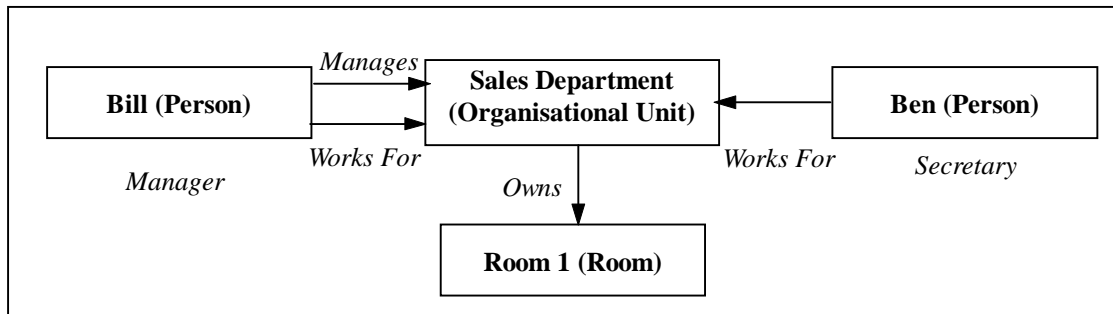 Manages
Bill (Person)
Sales Department
(Organisational Unit)
Ben (Person)
Works For
Works For
Manager
Secretary
Owns
Room 1 (Room)